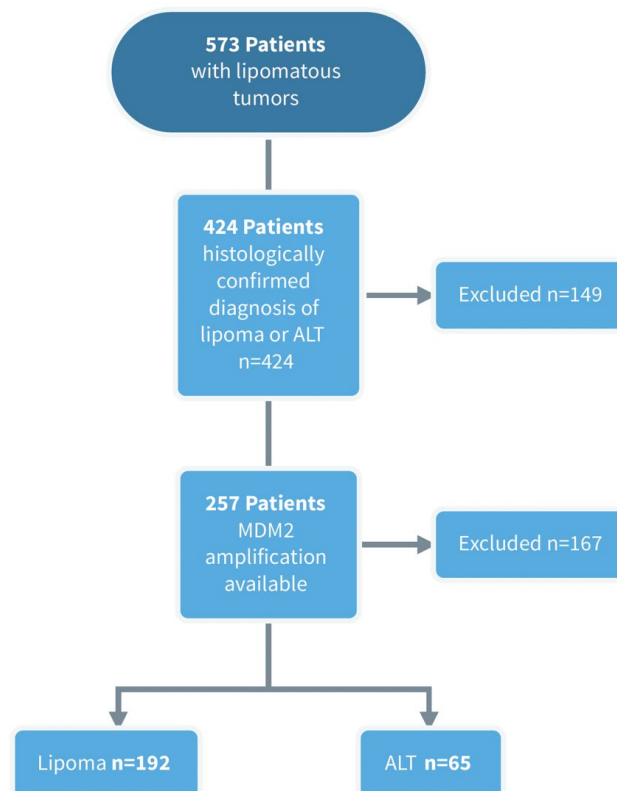 573 Patients
with lipomatous
tumors
424 Patients
histologically
confirmed
diagnosis of
lipoma or ALT
n=424
Excluded n=149
257 Patients
MDM2
amplification
available
Excluded n=167
Lipoma n=192
ALT n=65